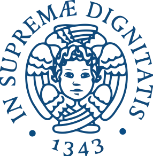 IN SUPREMÆ DIGNITATIS
• 1343 •